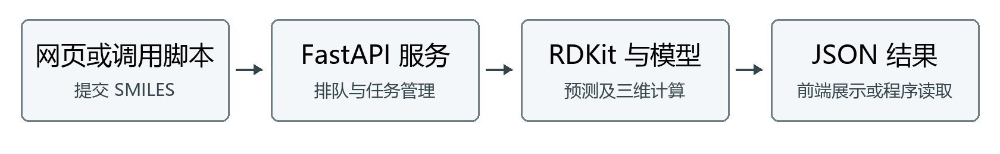 网页或调用脚本
提交 SMILES
FastAPI 服务
排队与任务管理
RDKit 与模型
预测及三维计算
JSON 结果
前端展示或程序读取